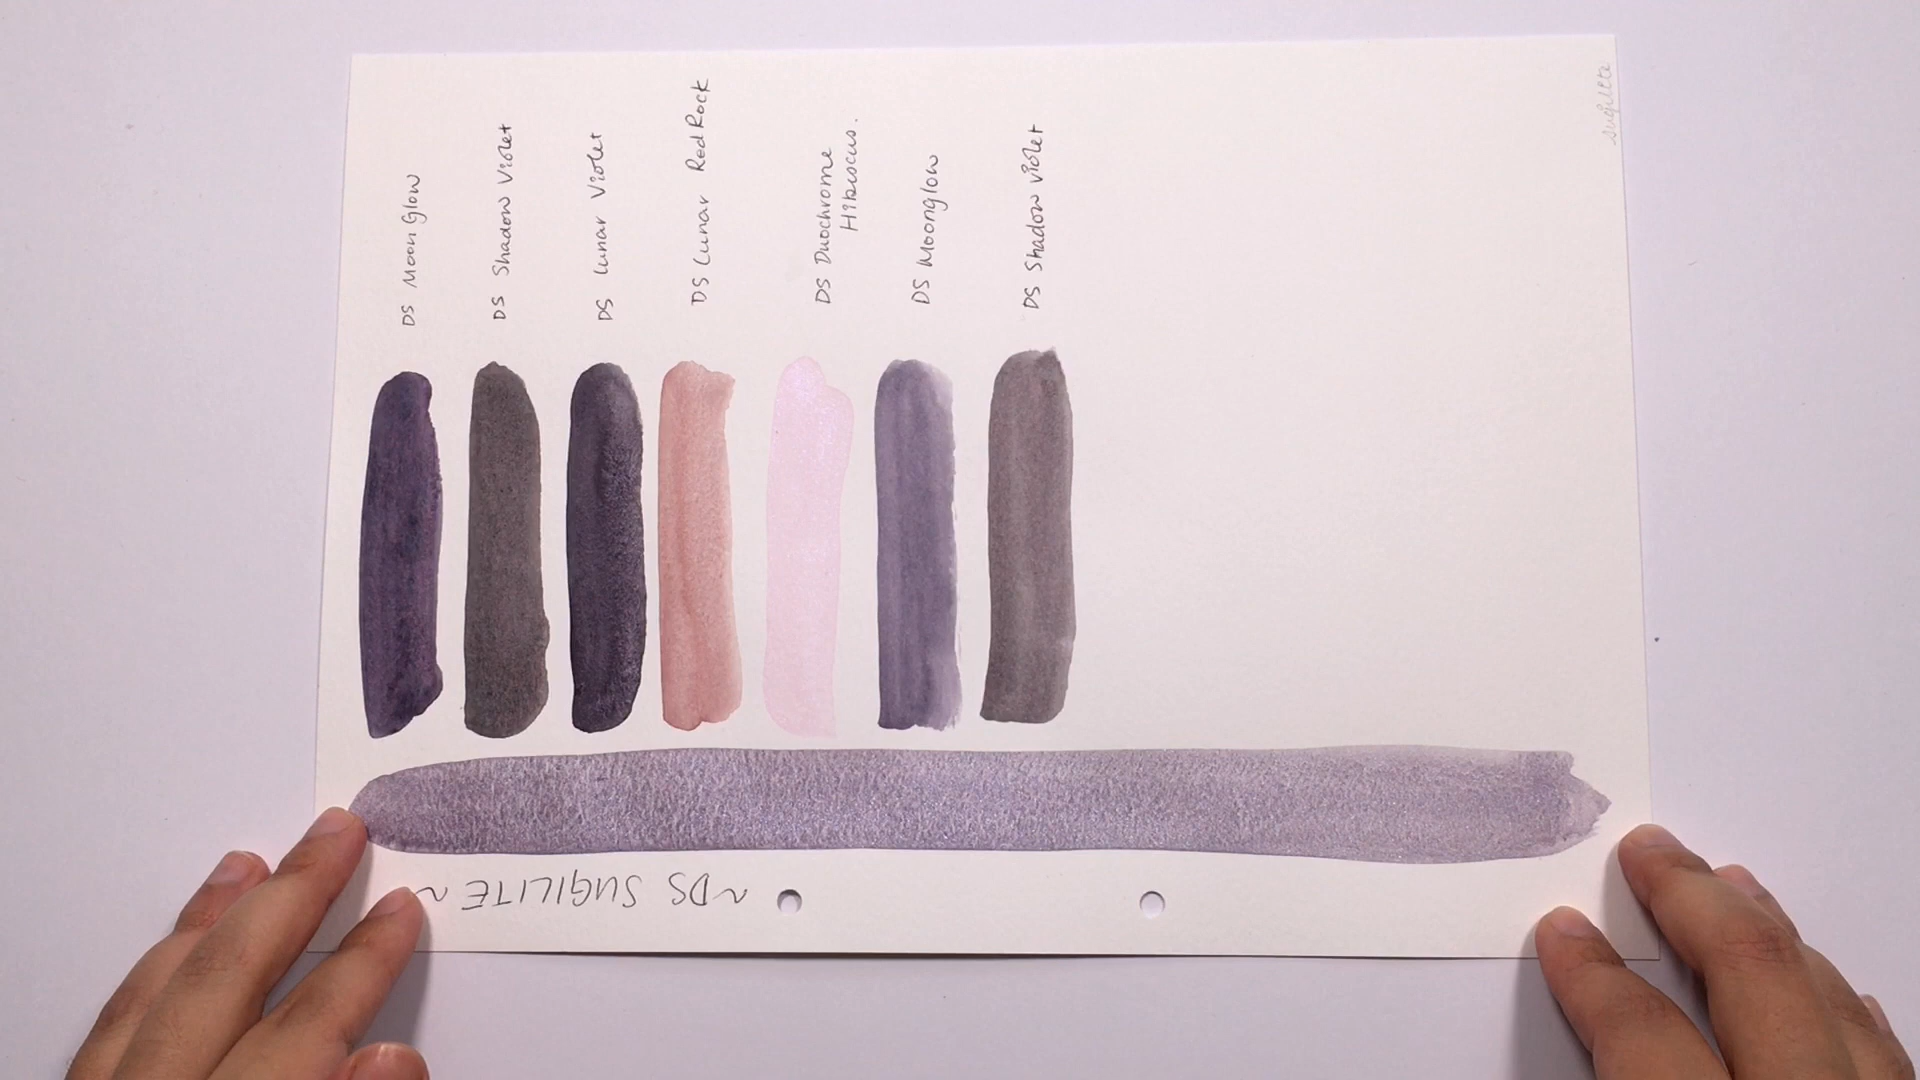 DS Moon Glow
DS Shadow Violet
DS Lunar Violet
DS Lunar Red Rock
DS Duochrome
Hibiscus.
DS Moonglow
DS Shadow Violet
sugilite
~DS SUGILITE~